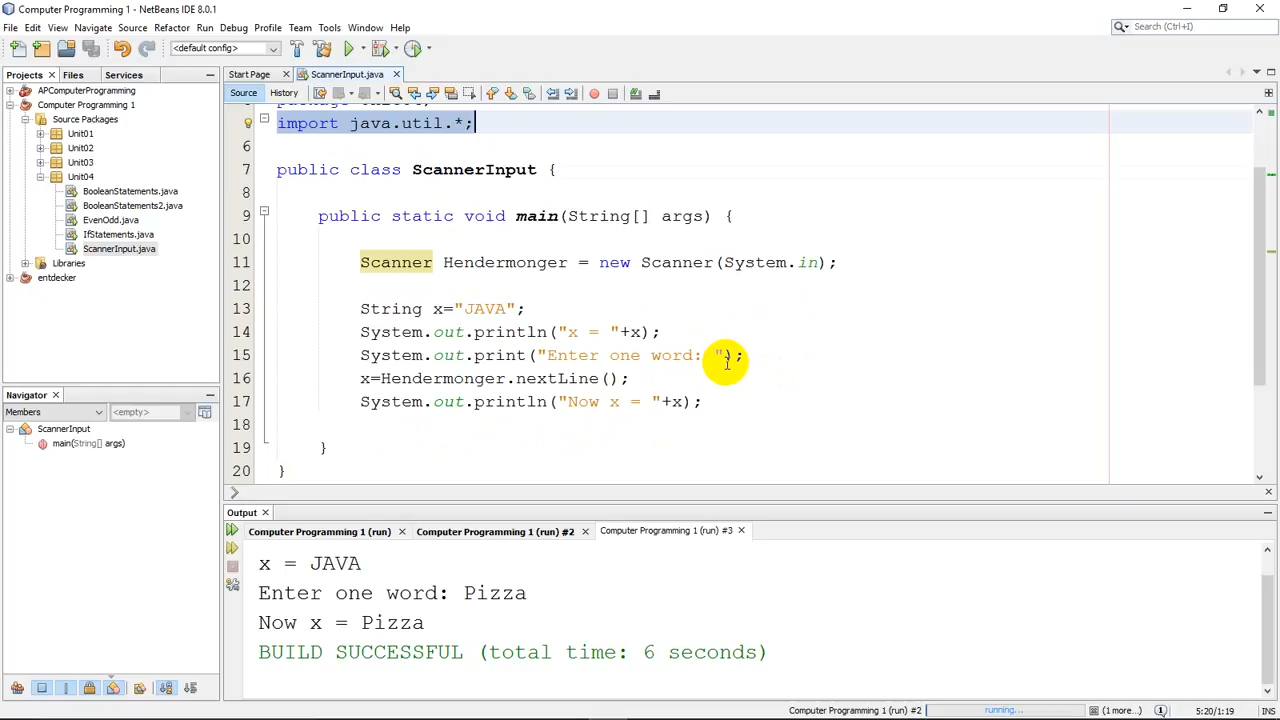 Computer Programming 1 - NetBeans IDE 8.0.1
File Edit View Navigate Source Refactor Run Debug Profile Team Tools Window Help
Search (Ctrl+I)
<default config>
Projects Files Services
APComputerProgramming
Computer Programming 1
Source Packages
Unit01
Unit02
Unit03
Unit04
BooleanStatements.java
BooleanStatements2.java
EvenOdd.java
IfStatements.java
ScannerInput.java
Libraries
entdecker
Navigator
Members <empty>
ScannerInput
main(String[] args)
Start Page ScannerInput.java
Source History
import java.util.*;
6
7 public class ScannerInput {
8
9 public static void main(String[] args) {
10
11 Scanner Hendermonger = new Scanner(System.in);
12
13 String x="JAVA";
14 System.out.println("x = "+x);
15 System.out.print("Enter one word: ");
16 x=Hendermonger.nextLine();
17 System.out.println("Now x = "+x);
18
19 }
20 }
Output
Computer Programming 1 (run) Computer Programming 1 (run) #2 Computer Programming 1 (run) #3
x = JAVA
Enter one word: Pizza
Now x = Pizza
BUILD SUCCESSFUL (total time: 6 seconds)
Computer Programming 1 (run) #2 running... (1 more...) 1 5:20/1:19 INS